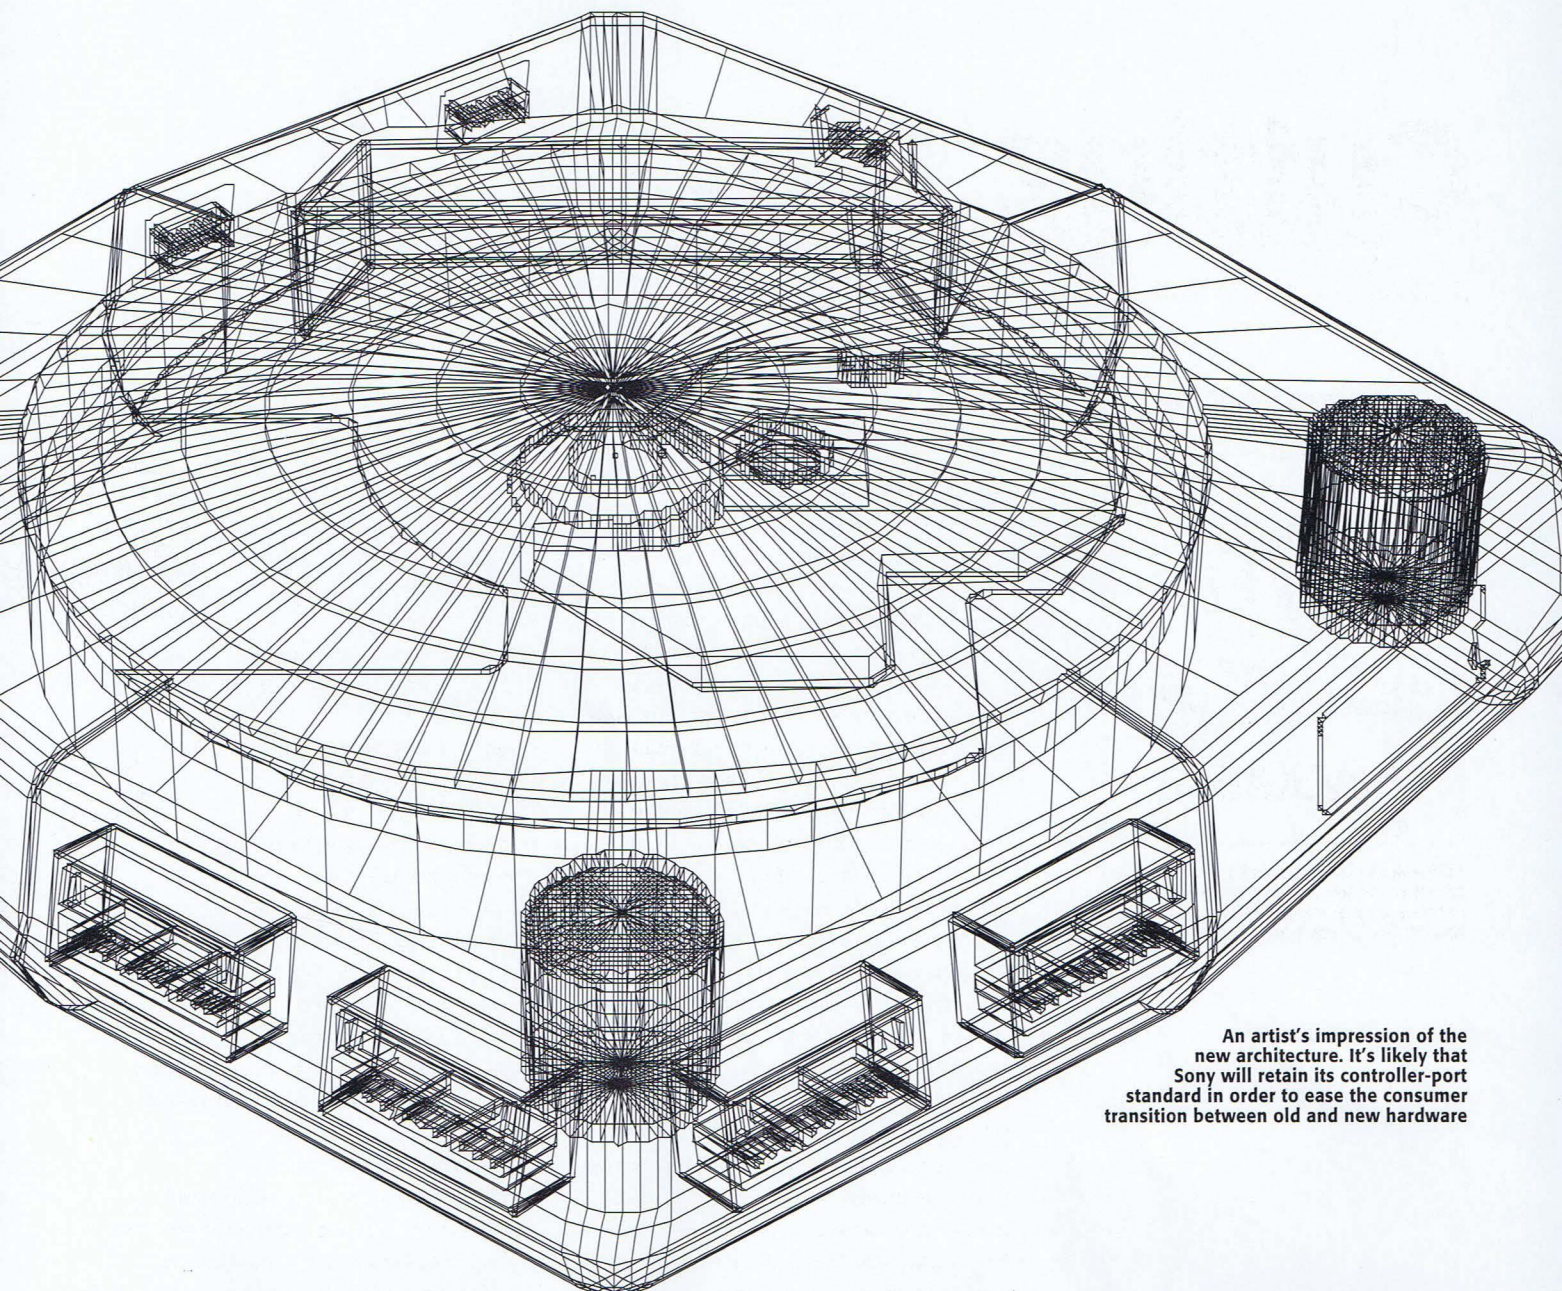 An artist's impression of the
new architecture. It's likely that
Sony will retain its controller-port
standard in order to ease the consumer
transition between old and new hardware